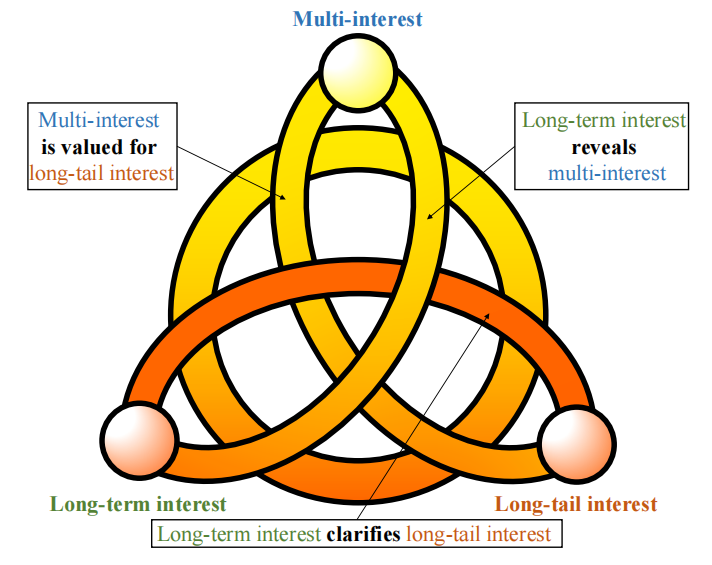 Multi-interest
Multi-interest
is valued for
long-tail interest
Long-term interest
reveals
multi-interest
Long-term interest
Long-tail interest
Long-term interest clarifies long-tail interest